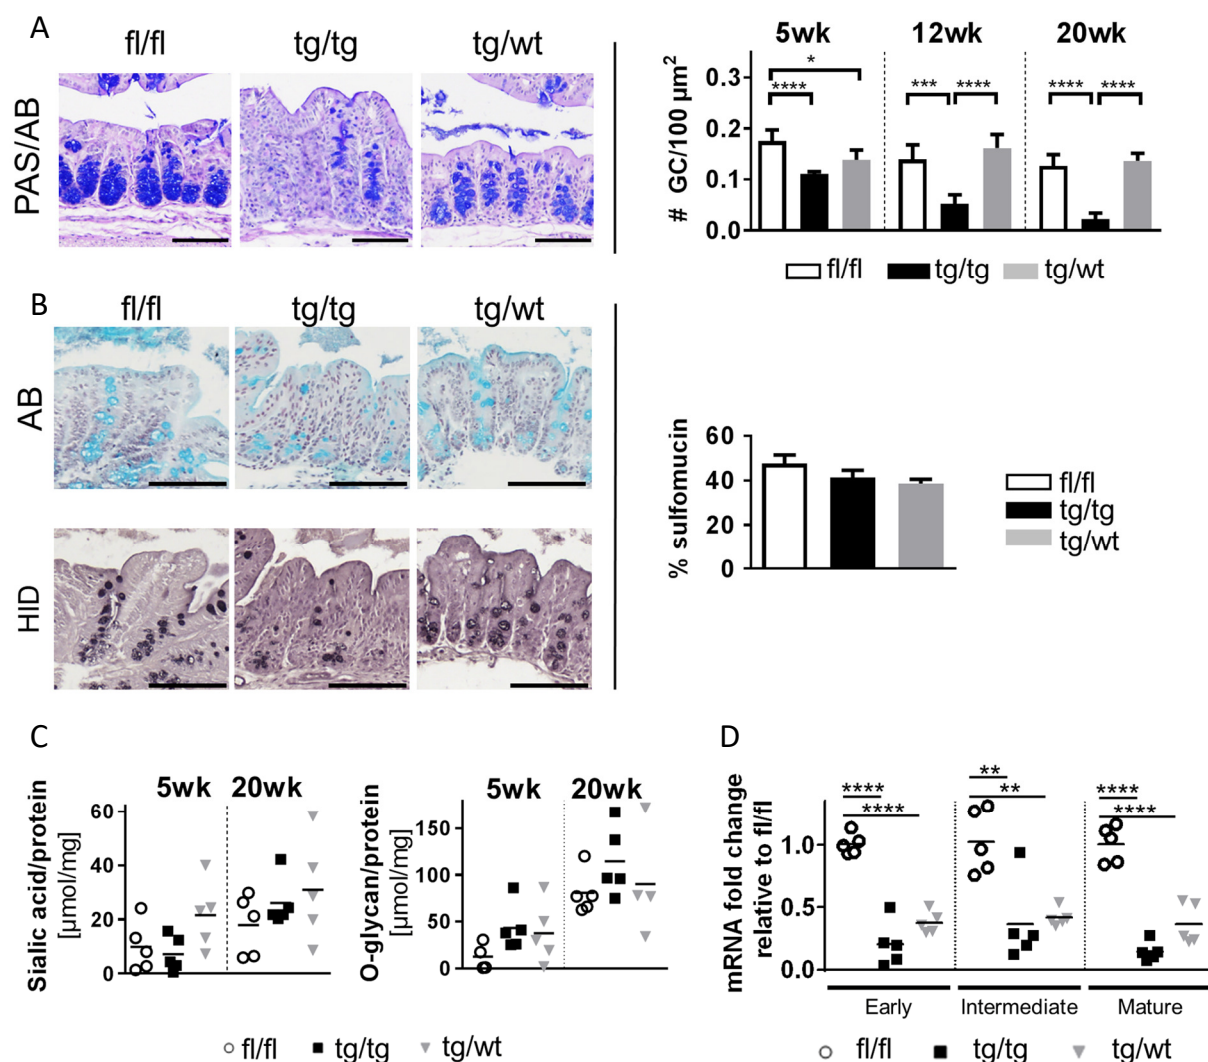 A
fl/fl
tg/tg
tg/wt
PAS/AB
5wk
12wk
20wk
# GC/100 µm²
0.3
0.2
0.1
0.0
*
****
***
****
****
****
fl/fl
tg/tg
tg/wt
B
fl/fl
tg/tg
tg/wt
AB
HID
% sulfomucin
60
40
20
0
fl/fl
tg/tg
tg/wt
C
5wk
20wk
Sialic acid/protein
[µmol/mg]
60
40
20
0
5wk
20wk
O-glycan/protein
[µmol/mg]
150
100
50
0
fl/fl
tg/tg
tg/wt
D
mRNA fold change
relative to fl/fl
1.0
0.5
0.0
****
****
**
**
****
****
Early
Intermediate
Mature
fl/fl
tg/tg
tg/wt